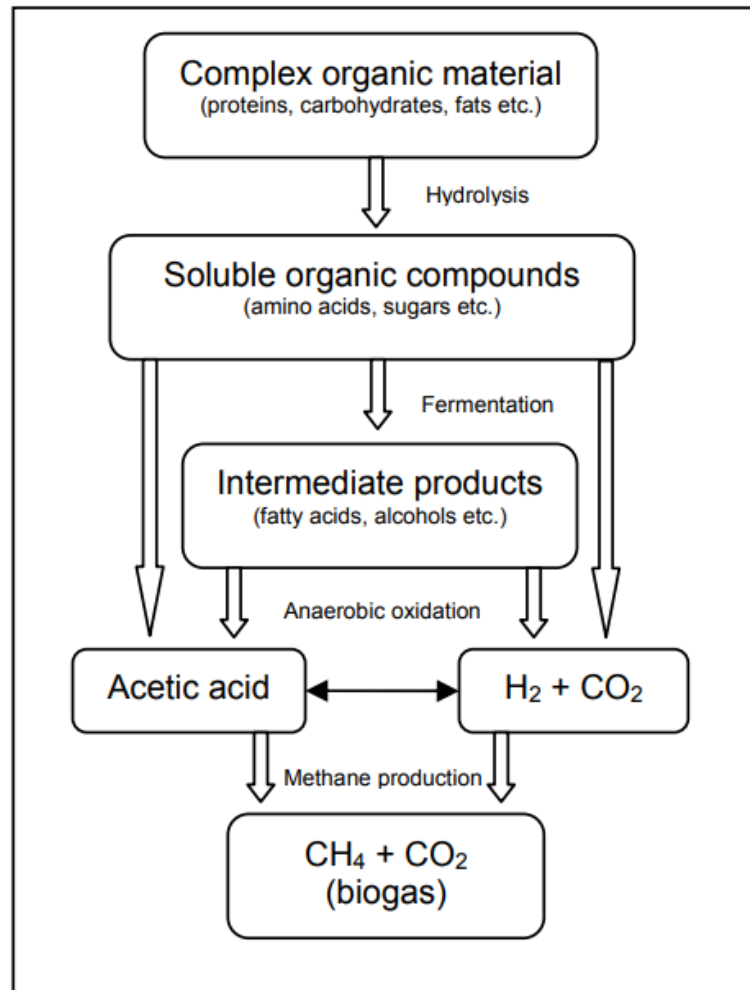 Complex organic material
(proteins, carbohydrates, fats etc.)
Hydrolysis
Soluble organic compounds
(amino acids, sugars etc.)
Fermentation
Intermediate products
(fatty acids, alcohols etc.)
Anaerobic oxidation
Acetic acid
H₂ + CO₂
Methane production
CH₄ + CO₂
(biogas)